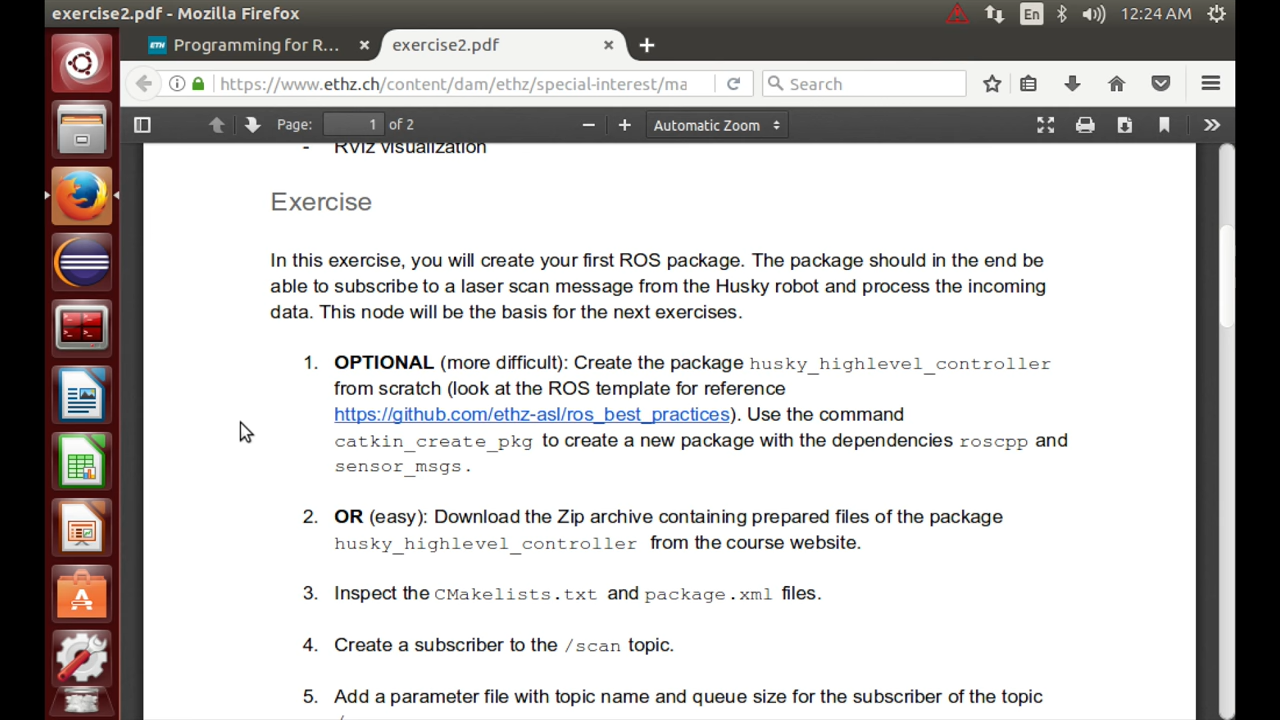 exercise2.pdf - Mozilla Firefox
En
12:24 AM
ETH
Programming for R...
exercise2.pdf
https://www.ethz.ch/content/dam/ethz/special-interest/ma
Search
Page: 1 of 2
Automatic Zoom
- RViz visualization
Exercise
In this exercise, you will create your first ROS package. The package should in the end be
able to subscribe to a laser scan message from the Husky robot and process the incoming
data. This node will be the basis for the next exercises.
1. OPTIONAL (more difficult): Create the package husky_highlevel_controller
from scratch (look at the ROS template for reference
https://github.com/ethz-asl/ros_best_practices). Use the command
catkin_create_pkg to create a new package with the dependencies roscpp and
sensor_msgs.
2. OR (easy): Download the Zip archive containing prepared files of the package
husky_highlevel_controller from the course website.
3. Inspect the CMakelists.txt and package.xml files.
4. Create a subscriber to the /scan topic.
5. Add a parameter file with topic name and queue size for the subscriber of the topic